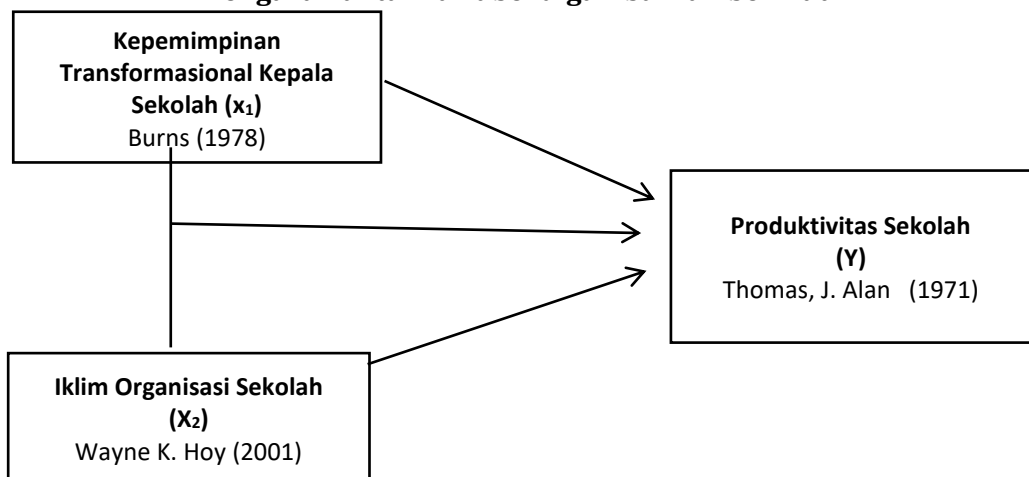 Kepemimpinan
Transformasional Kepala
Sekolah (x₁)
Burns (1978)
Produktivitas Sekolah
(Y)
Thomas, J. Alan (1971)
Iklim Organisasi Sekolah
(X₂)
Wayne K. Hoy (2001)